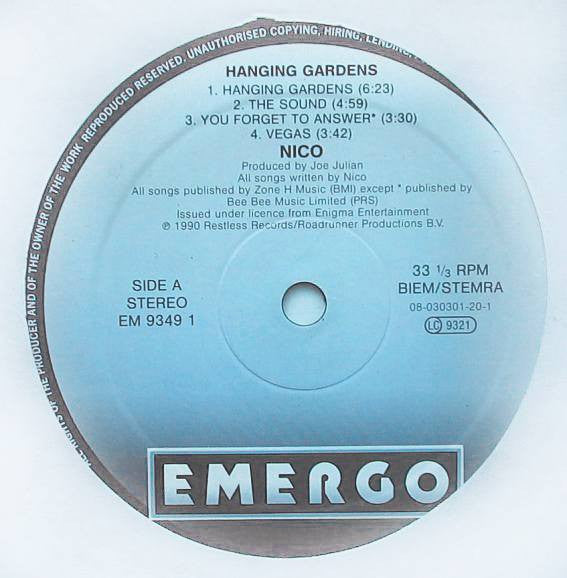 ALL RIGHTS OF THE PRODUCER AND OF THE OWNER OF THE WORK REPRODUCED RESERVED. UNAUTHORISED COPYING, HIRING, LENDING,
HANGING GARDENS
1. HANGING GARDENS (6:23)
2. THE SOUND (4:59)
3. YOU FORGET TO ANSWER* (3:30)
4. VEGAS (3:42)
NICO
Produced by Joe Julian
All songs written by Nico
All songs published by Zone H Music (BMI) except * published by
Bee Bee Music Limited (PRS)
Issued under licence from Enigma Entertainment
℗ 1990 Restless Records/Roadrunner Productions B.V.
SIDE A
STEREO
EM 9349 1
33 1/3 RPM
BIEM/STEMRA
08-030301-20-1
LC 9321
EMERGO